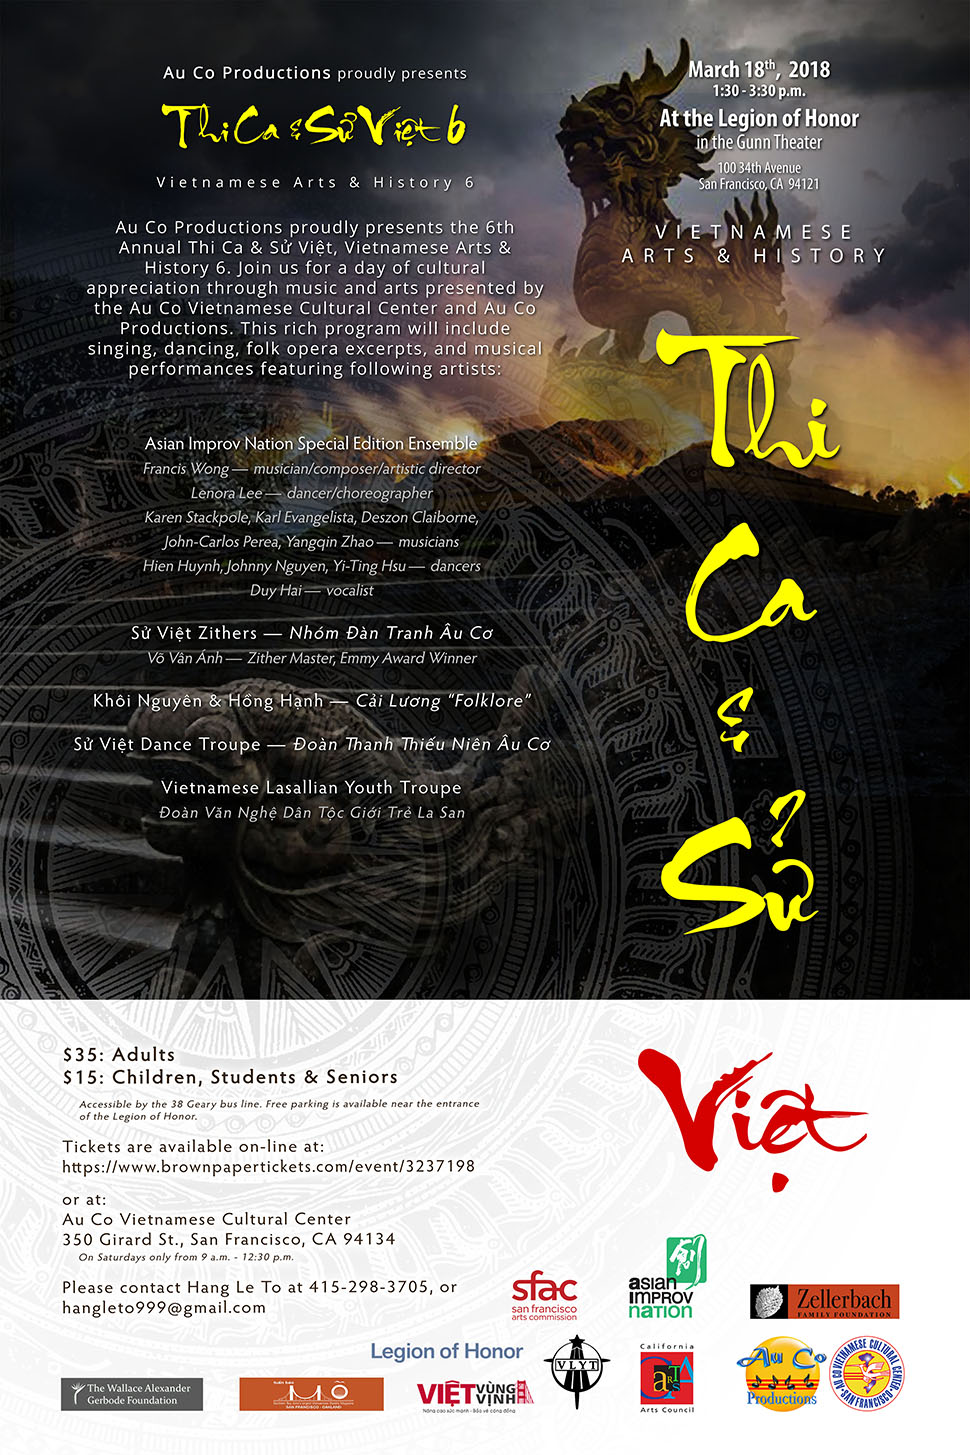 Au Co Productions proudly presents
Thi Ca & Sử Việt 6
Vietnamese Arts & History 6
Au Co Productions proudly presents the 6th
Annual Thi Ca & Sử Việt, Vietnamese Arts &
History 6. Join us for a day of cultural
appreciation through music and arts presented by
the Au Co Vietnamese Cultural Center and Au Co
Productions. This rich program will include
singing, dancing, folk opera excerpts, and musical
performances featuring following artists:
Asian Improv Nation Special Edition Ensemble
Francis Wong — musician/composer/artistic director
Lenora Lee — dancer/choreographer
Karen Stackpole, Karl Evangelista, Deszon Claiborne,
John-Carlos Perea, Yangqin Zhao — musicians
Hien Huynh, Johnny Nguyen, Yi-Ting Hsu — dancers
Duy Hai — vocalist
Sử Việt Zithers — Nhóm Đàn Tranh Âu Cơ
Võ Vân Ánh — Zither Master, Emmy Award Winner
Khôi Nguyên & Hồng Hạnh — Cải Lương "Folklore"
Sử Việt Dance Troupe — Đoàn Thanh Thiếu Niên Âu Cơ
Vietnamese Lasallian Youth Troupe
Đoàn Văn Nghệ Dân Tộc Giới Trẻ La San
March 18th, 2018
1:30 - 3:30 p.m.
At the Legion of Honor
in the Gunn Theater
100 34th Avenue
San Francisco, CA 94121
VIETNAMESE
ARTS & HISTORY
Thi
Ca
&
Sử
Việt
$35: Adults
$15: Children, Students & Seniors
Accessible by the 38 Geary bus line. Free parking is available near the entrance
of the Legion of Honor.
Tickets are available on-line at:
https://www.brownpapertickets.com/event/3237198
or at:
Au Co Vietnamese Cultural Center
350 Girard St., San Francisco, CA 94134
On Saturdays only from 9 a.m. - 12:30 p.m.
Please contact Hang Le To at 415-298-3705, or
hangleto999@gmail.com
sfac
san francisco
arts commission
創
asian
improv
nation
Zellerbach
FAMILY FOUNDATION
Legion of Honor
VLYT
California
Arts
Arts Council
Au Co
Productions
AU CO VIETNAMESE CULTURAL CENTER
SAN FRANCISCO
The Wallace Alexander
Gerbode Foundation
MÕ
SAN FRANCISCO - OAKLAND
VIỆT VÙNG
VỊNH